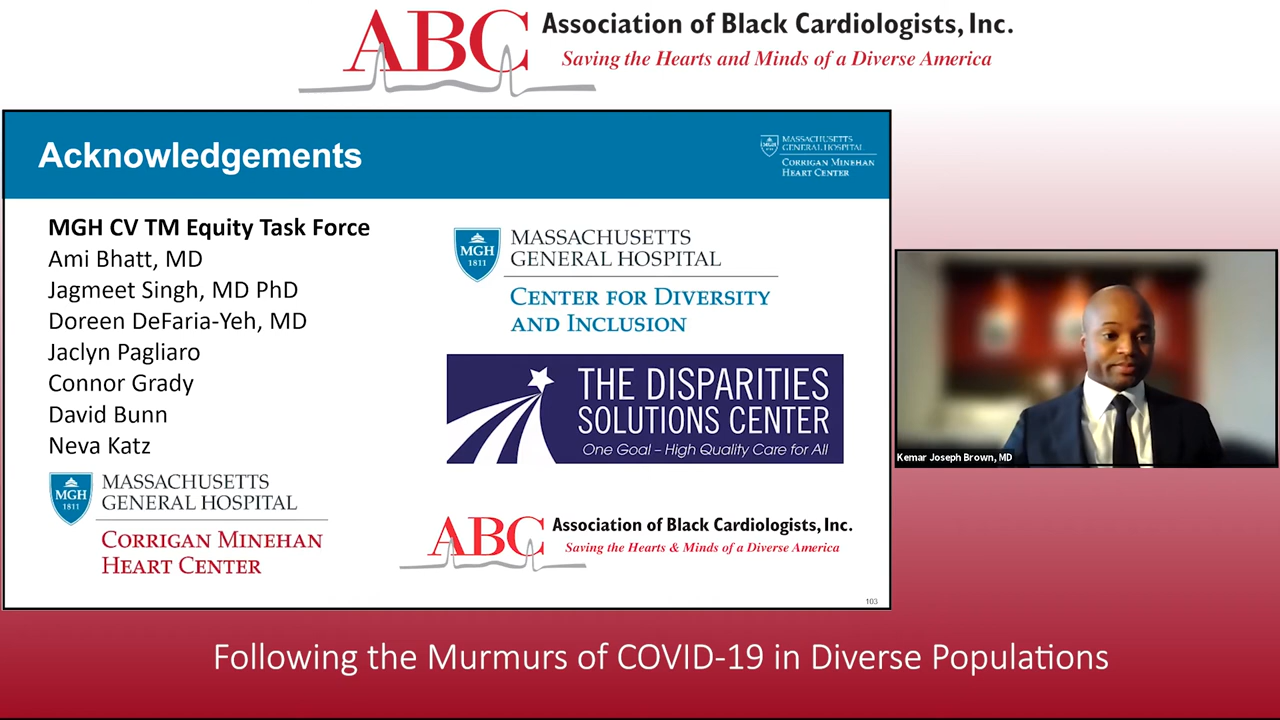 ABC Association of Black Cardiologists, Inc.
Saving the Hearts and Minds of a Diverse America
Acknowledgements
MASSACHUSETTS
GENERAL HOSPITAL
CORRIGAN MINEHAN
HEART CENTER
MGH CV TM Equity Task Force
Ami Bhatt, MD
Jagmeet Singh, MD PhD
Doreen DeFaria-Yeh, MD
Jaclyn Pagliaro
Connor Grady
David Bunn
Neva Katz
MGH
1811
MASSACHUSETTS
GENERAL HOSPITAL
CORRIGAN MINEHAN
HEART CENTER
MGH
1811
MASSACHUSETTS
GENERAL HOSPITAL
CENTER FOR DIVERSITY
AND INCLUSION
THE DISPARITIES
SOLUTIONS CENTER
One Goal – High Quality Care for All
ABC Association of Black Cardiologists, Inc.
Saving the Hearts & Minds of a Diverse America
103
Kemar Joseph Brown, MD
Following the Murmurs of COVID-19 in Diverse Populations